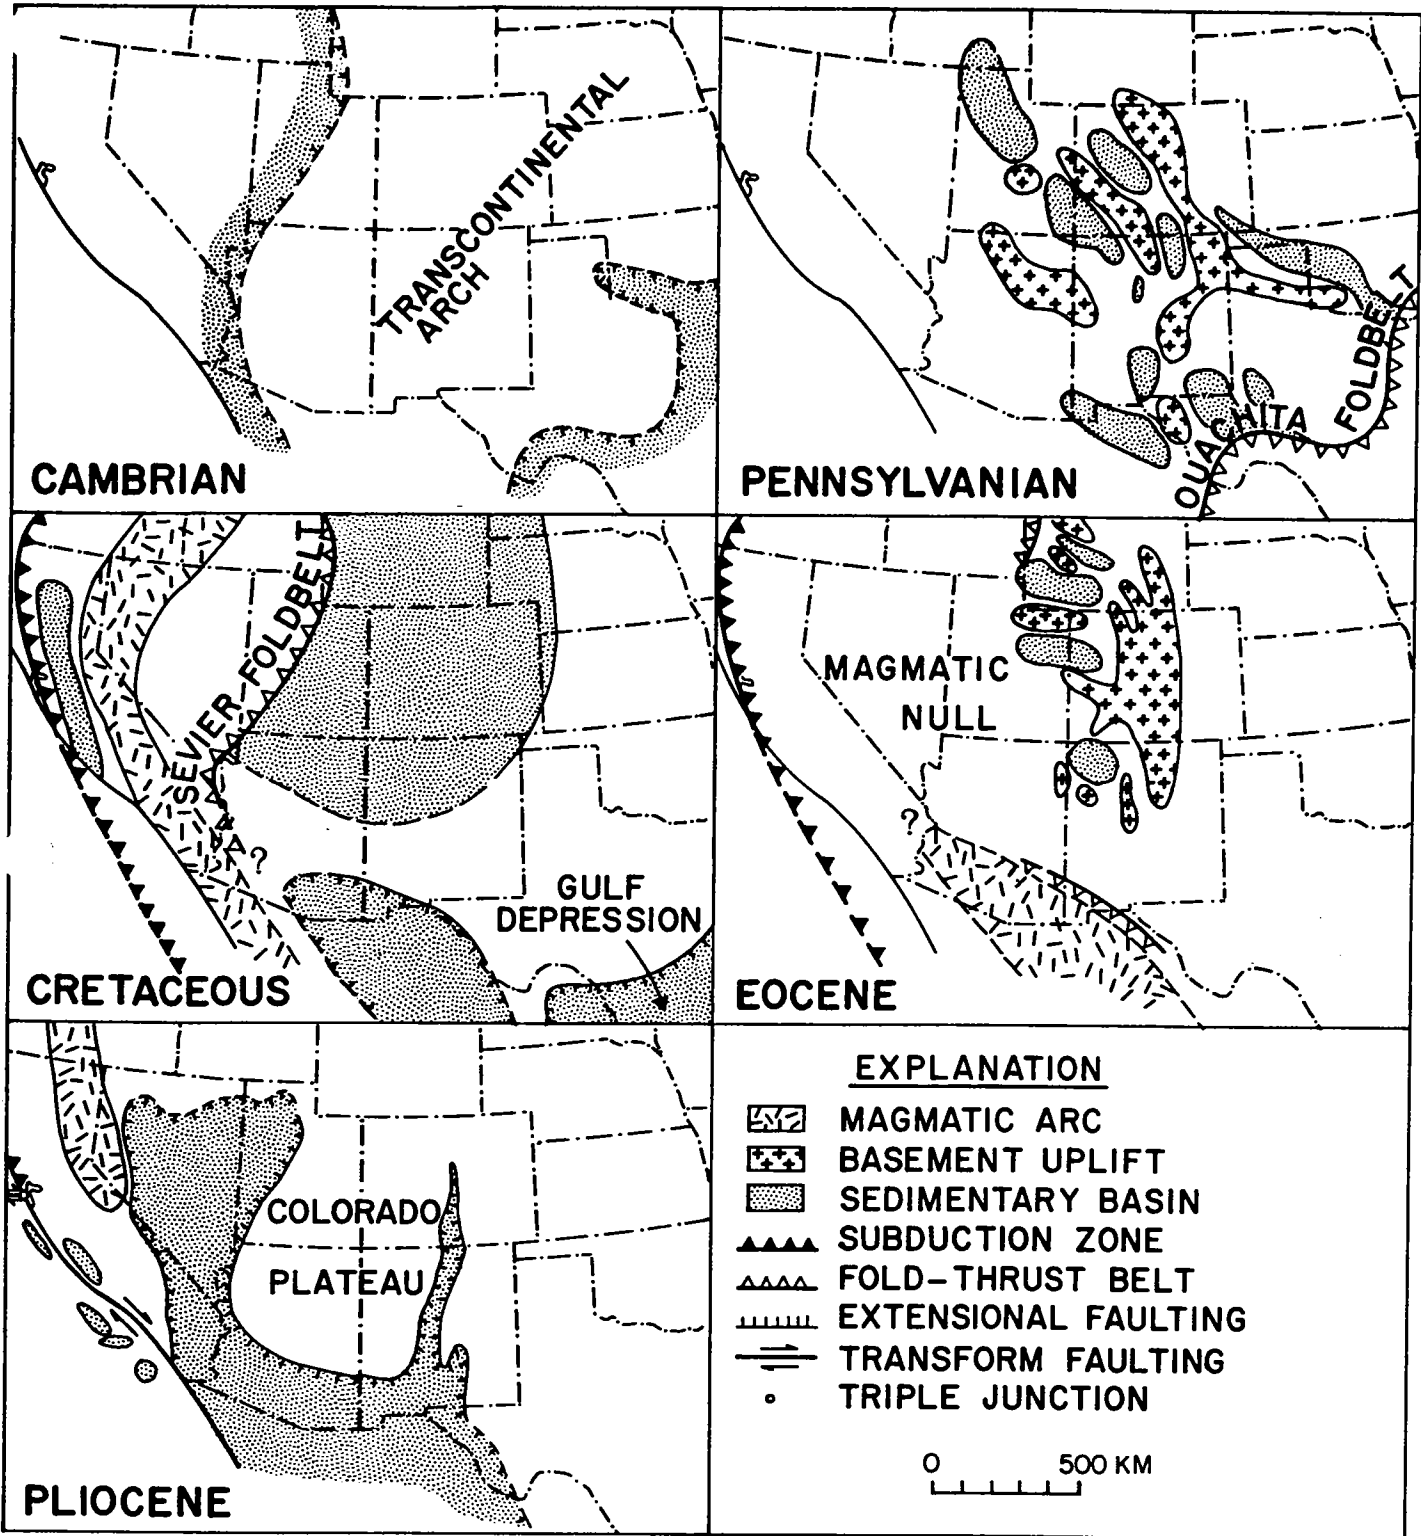 TRANSCONTINENTAL
ARCH
CAMBRIAN
OUACHITA FOLDBELT
PENNSYLVANIAN
SEVIER FOLDBELT
?
GULF
DEPRESSION
CRETACEOUS
MAGMATIC
NULL
?
EOCENE
COLORADO
PLATEAU
PLIOCENE
EXPLANATION
MAGMATIC ARC
BASEMENT UPLIFT
SEDIMENTARY BASIN
SUBDUCTION ZONE
FOLD-THRUST BELT
EXTENSIONAL FAULTING
TRANSFORM FAULTING
TRIPLE JUNCTION
0 500 KM